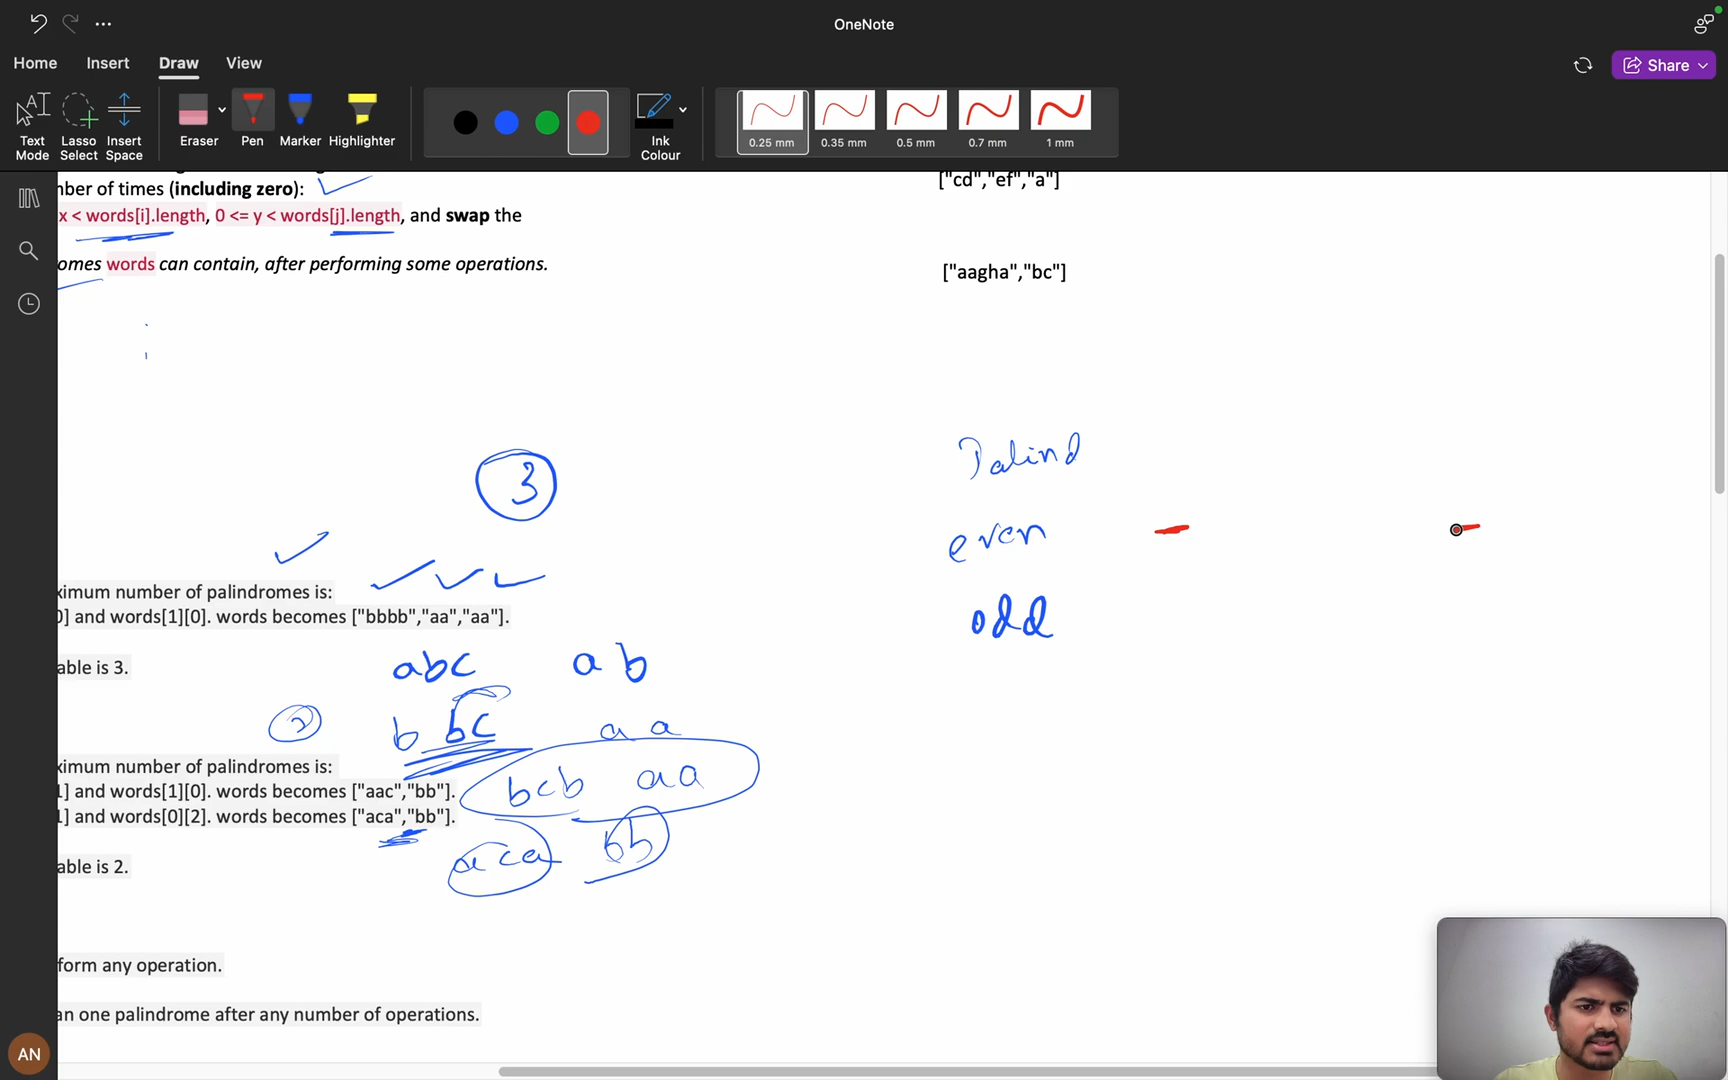 OneNote
Home Insert Draw View Share
Text Mode Lasso Select Insert Space Eraser Pen Marker Highlighter Ink Colour 0.25 mm 0.35 mm 0.5 mm 0.7 mm 1 mm
nber of times (including zero):
["cd","ef","a"]
x < words[i].length, 0 <= y < words[j].length, and swap the
omes words can contain, after performing some operations.
["aagha","bc"]
3
Palind
even
odd
ximum number of palindromes is:
0] and words[1][0]. words becomes ["bbbb","aa","aa"].
able is 3.
abc ab
2
b bc aa
ximum number of palindromes is:
1] and words[1][0]. words becomes ["aac","bb"].
bcb aa
1] and words[0][2]. words becomes ["aca","bb"].
aca bb
able is 2.
form any operation.
an one palindrome after any number of operations.
AN